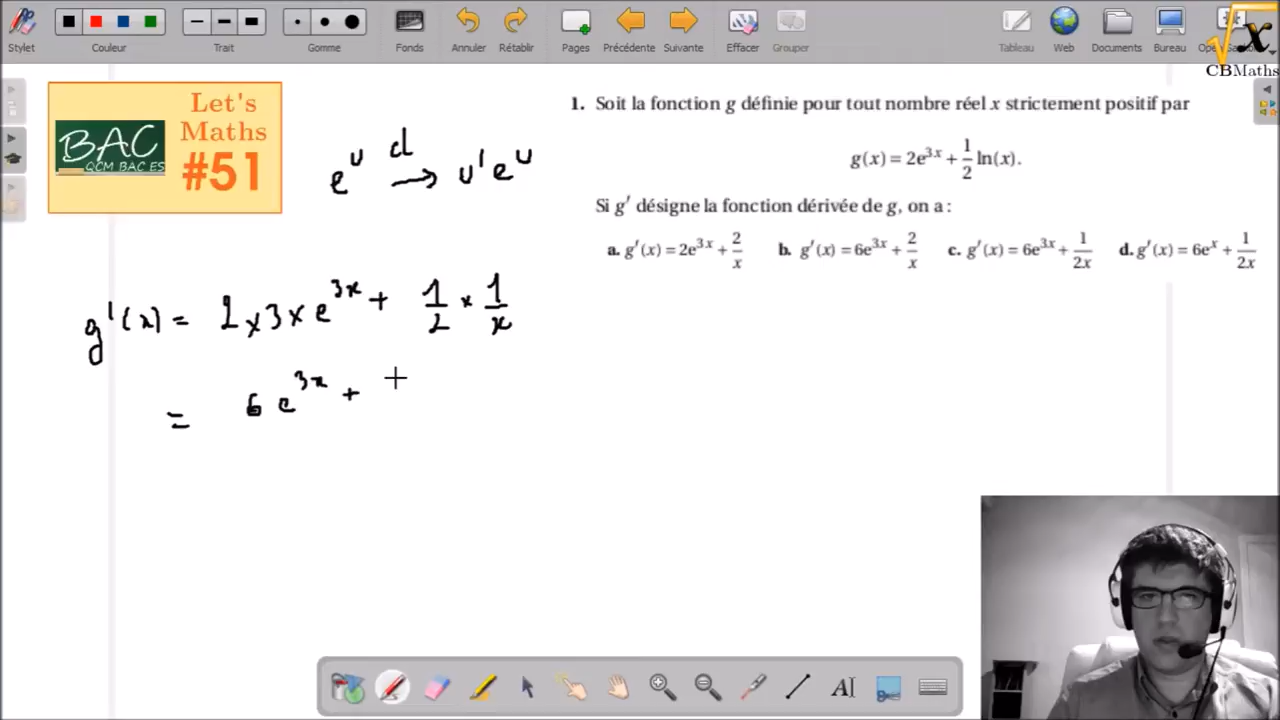 Stylet Couleur Trait Gomme Fonds Annuler Rétablir Pages Précédente Suivante Effacer Grouper Tableau Web Documents Bureau
√x
CBMaths
Let's
Maths
#51
BAC
QCM BAC ES
e^u d→ u'e^u
1. Soit la fonction g définie pour tout nombre réel x strictement positif par
g(x) = 2e^{3x} + 1/2 ln(x).
Si g′ désigne la fonction dérivée de g, on a :
a. g′(x) = 2e^{3x} + 2/x b. g′(x) = 6e^{3x} + 2/x c. g′(x) = 6e^{3x} + 1/2x d. g′(x) = 6e^x + 1/2x
g'(x) = 2 × 3 × e^{3x} + 1/2 × 1/x
= 6 e^{3x} +
AI